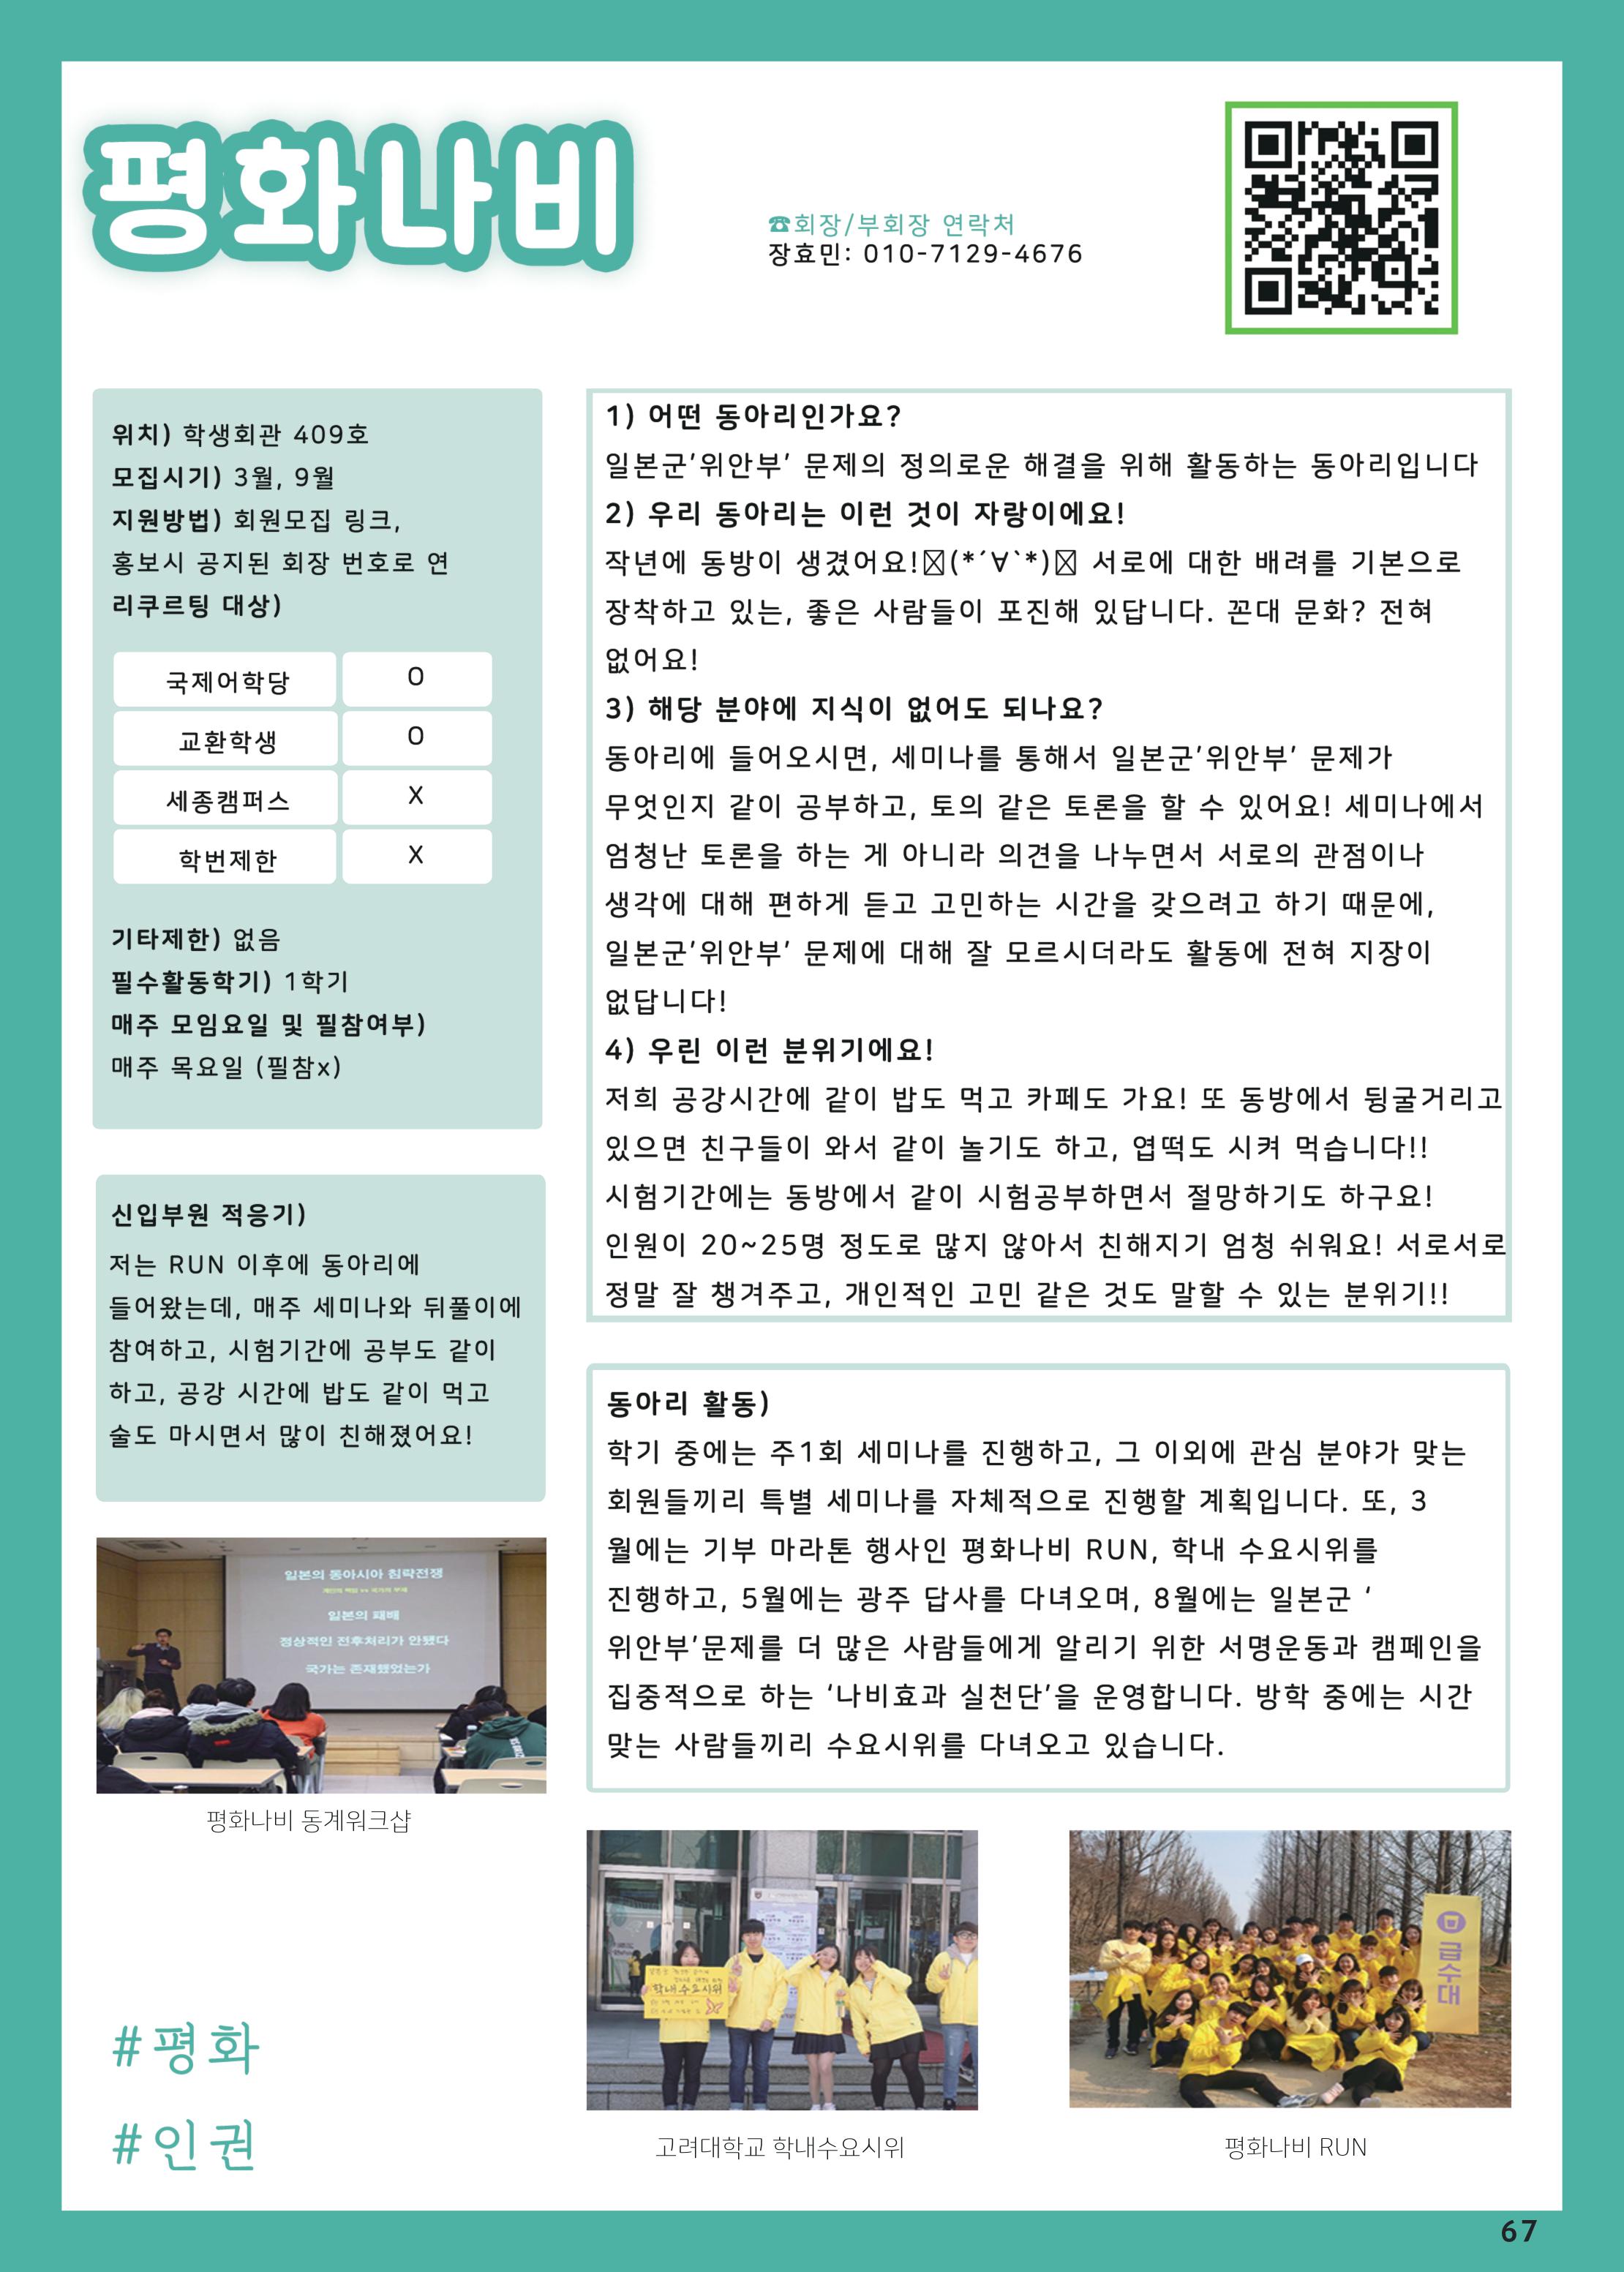 평화나비
☎회장/부회장 연락처
장효민: 010-7129-4676
위치) 학생회관 409호
모집시기) 3월, 9월
지원방법) 회원모집 링크,
홍보시 공지된 회장 번호로 연
리쿠르팅 대상)
국제어학당 O
교환학생 O
세종캠퍼스 X
학번제한 X
기타제한) 없음
필수활동학기) 1학기
매주 모임요일 및 필참여부)
매주 목요일 (필참x)
신입부원 적응기)
저는 RUN 이후에 동아리에
들어왔는데, 매주 세미나와 뒤풀이에
참여하고, 시험기간에 공부도 같이
하고, 공강 시간에 밥도 같이 먹고
술도 마시면서 많이 친해졌어요!
일본의 동아시아 침략전쟁
일본의 패배
정상적인 전후처리가 안됐다
국가는 존재했었는가
평화나비 동계워크샵
#평화
#인권
1) 어떤 동아리인가요?
일본군'위안부' 문제의 정의로운 해결을 위해 활동하는 동아리입니다
2) 우리 동아리는 이런 것이 자랑이에요!
작년에 동방이 생겼어요!(*´∀`*) 서로에 대한 배려를 기본으로
장착하고 있는, 좋은 사람들이 포진해 있답니다. 꼰대 문화? 전혀
없어요!
3) 해당 분야에 지식이 없어도 되나요?
동아리에 들어오시면, 세미나를 통해서 일본군'위안부' 문제가
무엇인지 같이 공부하고, 토의 같은 토론을 할 수 있어요! 세미나에서
엄청난 토론을 하는 게 아니라 의견을 나누면서 서로의 관점이나
생각에 대해 편하게 듣고 고민하는 시간을 갖으려고 하기 때문에,
일본군'위안부' 문제에 대해 잘 모르시더라도 활동에 전혀 지장이
없답니다!
4) 우린 이런 분위기에요!
저희 공강시간에 같이 밥도 먹고 카페도 가요! 또 동방에서 뒹굴거리고
있으면 친구들이 와서 같이 놀기도 하고, 엽떡도 시켜 먹습니다!!
시험기간에는 동방에서 같이 시험공부하면서 절망하기도 하구요!
인원이 20~25명 정도로 많지 않아서 친해지기 엄청 쉬워요! 서로서로
정말 잘 챙겨주고, 개인적인 고민 같은 것도 말할 수 있는 분위기!!
동아리 활동)
학기 중에는 주1회 세미나를 진행하고, 그 이외에 관심 분야가 맞는
회원들끼리 특별 세미나를 자체적으로 진행할 계획입니다. 또, 3
월에는 기부 마라톤 행사인 평화나비 RUN, 학내 수요시위를
진행하고, 5월에는 광주 답사를 다녀오며, 8월에는 일본군 ‘
위안부’문제를 더 많은 사람들에게 알리기 위한 서명운동과 캠페인을
집중적으로 하는 ‘나비효과 실천단’을 운영합니다. 방학 중에는 시간
맞는 사람들끼리 수요시위를 다녀오고 있습니다.
학내수요시위
고려대학교 학내수요시위
급수대
평화나비 RUN
67